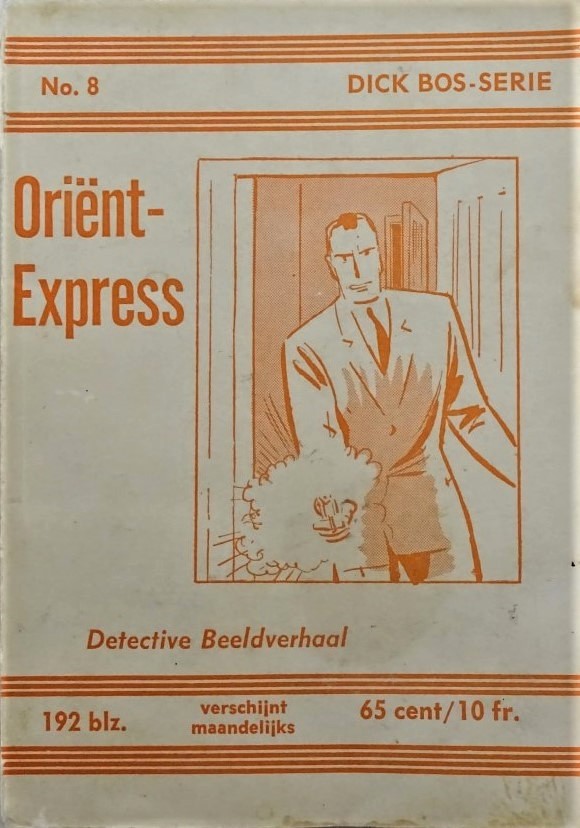 No. 8 DICK BOS-SERIE
Oriënt-
Express
Detective Beeldverhaal
192 blz. verschijnt maandelijks 65 cent/10 fr.